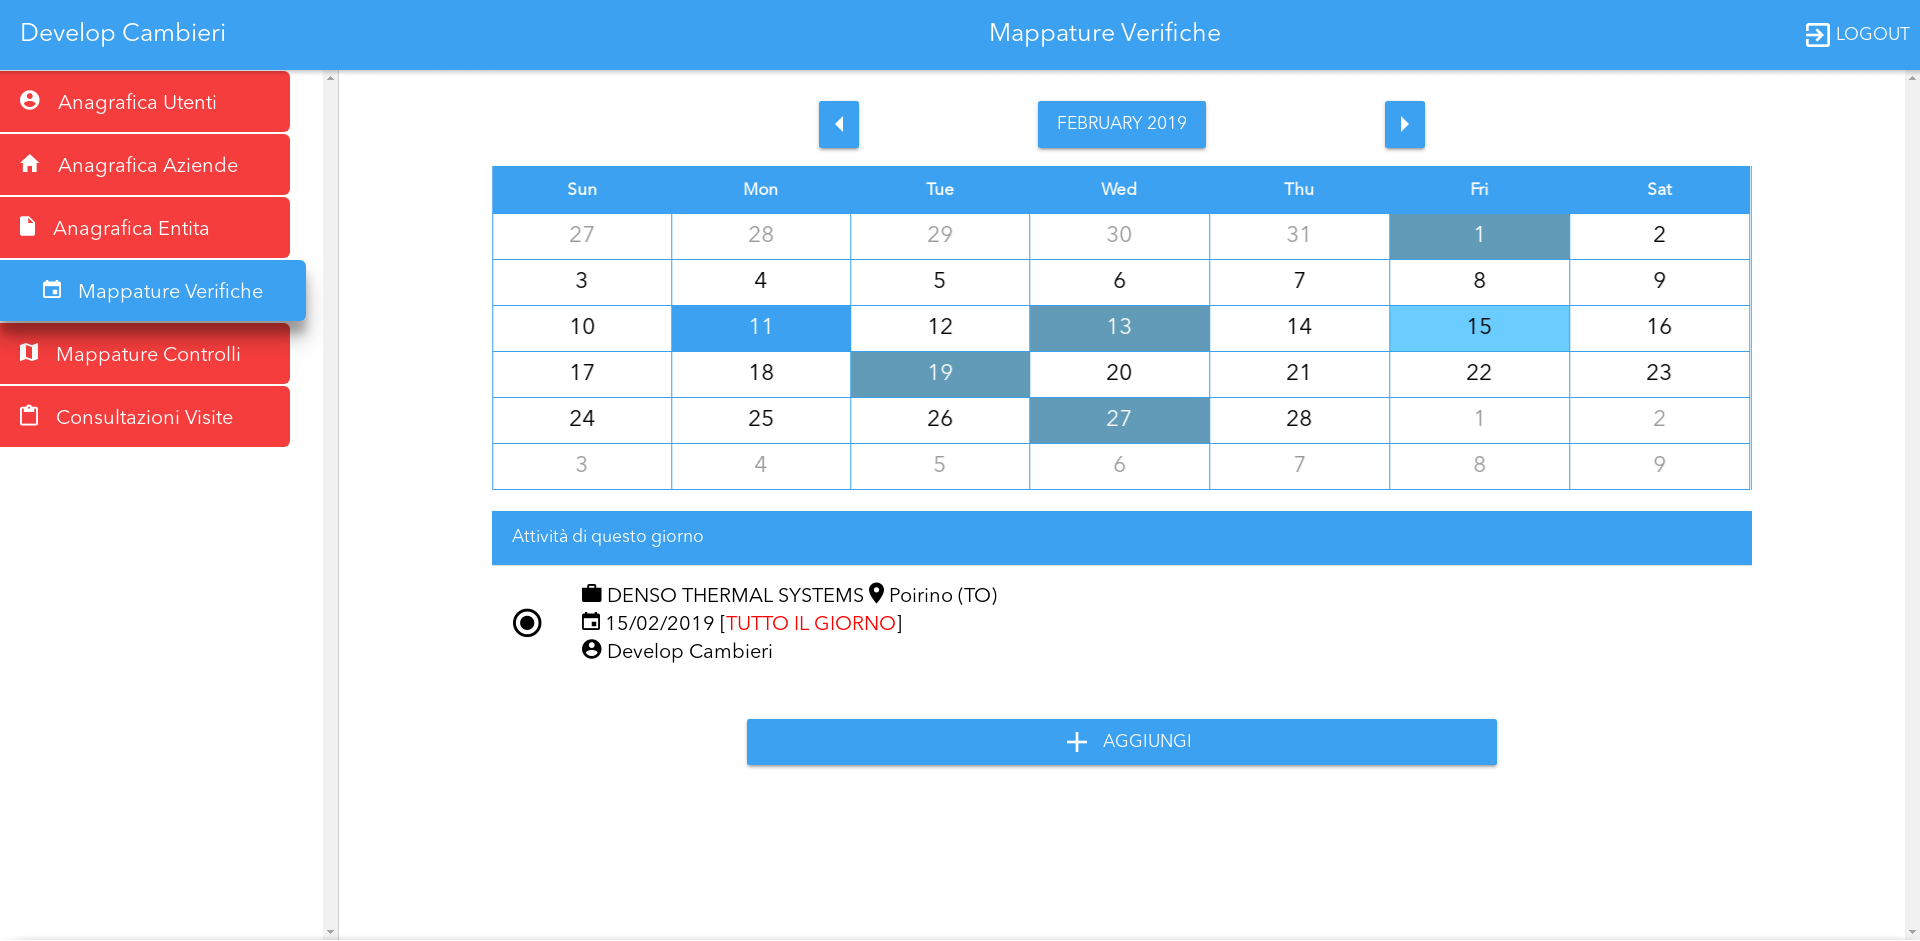 Develop Cambieri
Mappature Verifiche
LOGOUT
Anagrafica Utenti
Anagrafica Aziende
Anagrafica Entita
Mappature Verifiche
Mappature Controlli
Consultazioni Visite
FEBRUARY 2019
Sun Mon Tue Wed Thu Fri Sat
27 28 29 30 31 1 2
3 4 5 6 7 8 9
10 11 12 13 14 15 16
17 18 19 20 21 22 23
24 25 26 27 28 1 2
3 4 5 6 7 8 9
Attività di questo giorno
DENSO THERMAL SYSTEMS Poirino (TO)
15/02/2019 [TUTTO IL GIORNO]
Develop Cambieri
AGGIUNGI